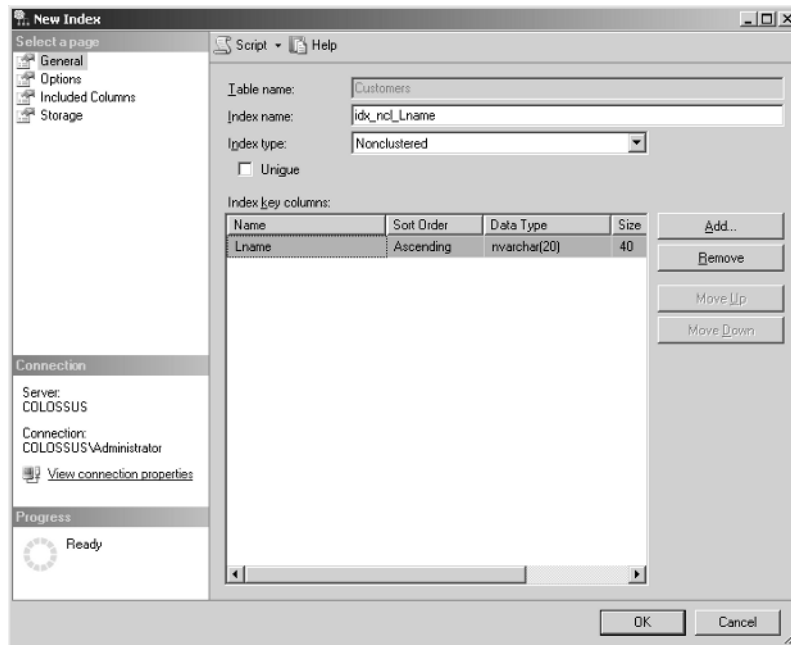 New Index
Select a page
General
Options
Included Columns
Storage
Script Help
Table name: Customers
Index name: idx_ncl_Lname
Index type: Nonclustered
Unique
Index key columns:
Name Sort Order Data Type Size
Lname Ascending nvarchar(20) 40
Add...
Remove
Move Up
Move Down
Connection
Server:
COLOSSUS
Connection:
COLOSSUS\Administrator
View connection properties
Progress
Ready
OK Cancel